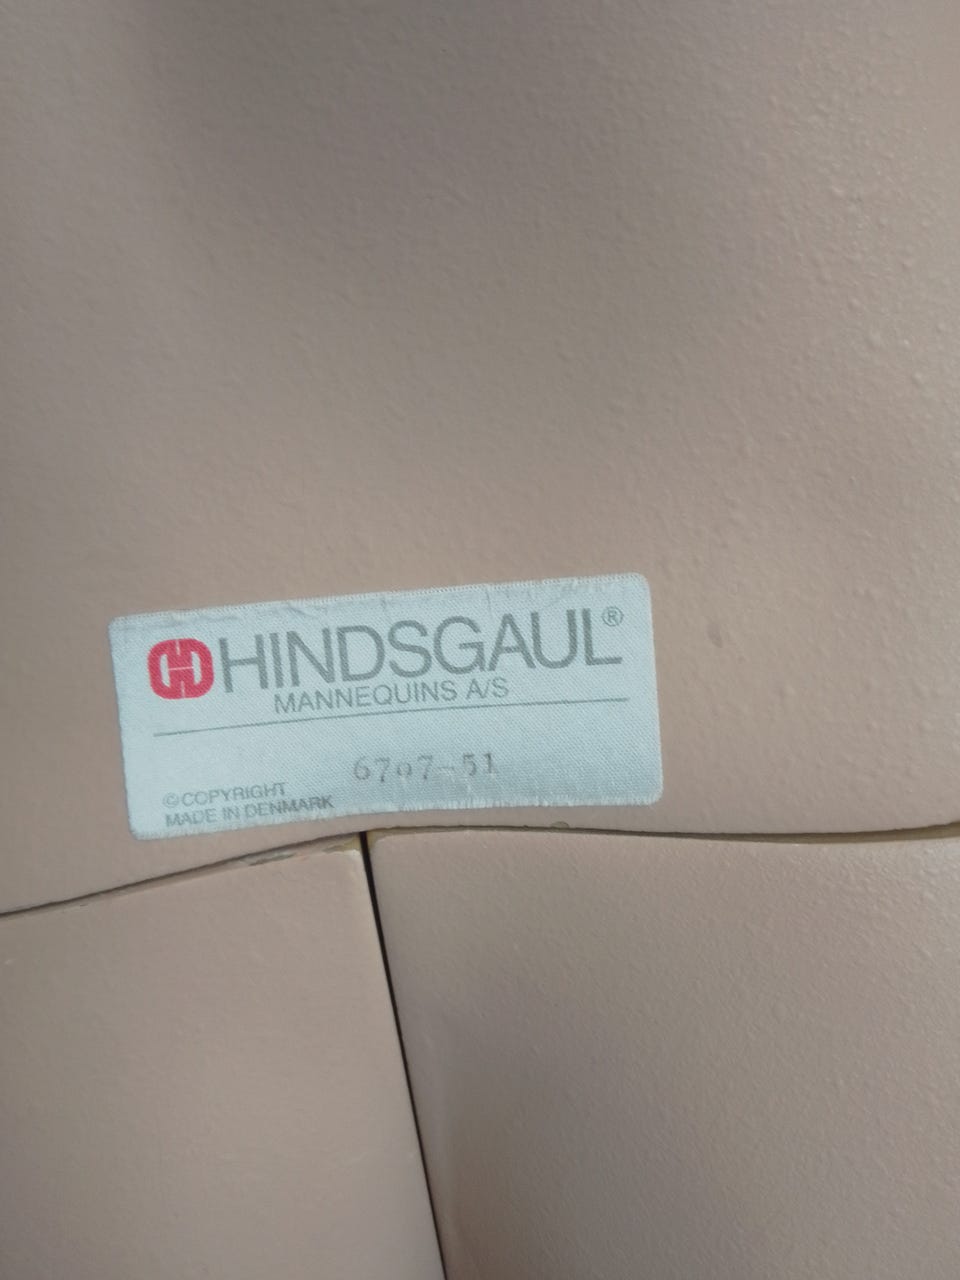 HINDSGAUL®
MANNEQUINS A/S
6707-51
©COPYRIGHT
MADE IN DENMARK